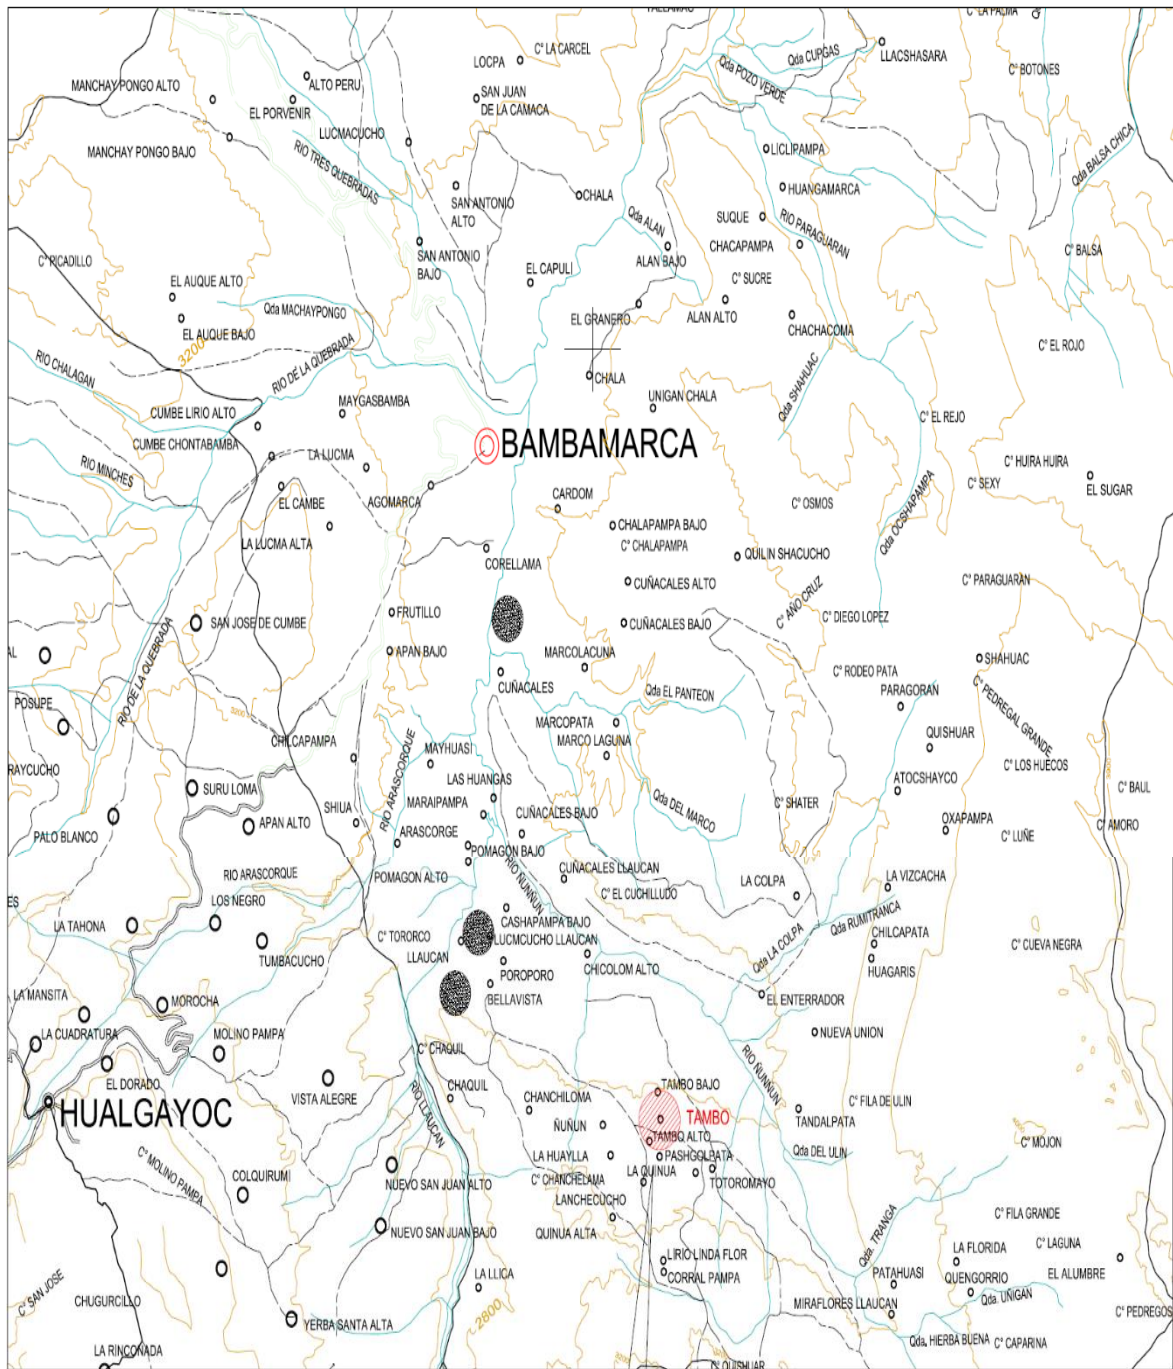 C° LA PALMA
C° LA CARCEL
LOCPA
Qda CUPGAS
LLACSHASARA
MANCHAY PONGO ALTO
ALTO PERU
Qda POZO VERDE
C° BOTONES
EL PORVENIR
SAN JUAN
DE LA CAMACA
LUCMACUCHO
MANCHAY PONGO BAJO
RIO TRES QUEBRADAS
LICLIPAMPA
Qda BALSA CHICA
HUANGAMARCA
SAN ANTONIO
ALTO
CHALA
SUQUE
RIO PARAGUARAN
Qda ALAN
CHACAPAMPA
C° RICADILLO
SAN ANTONIO
BAJO
ALAN BAJO
C° BALSA
EL CAPULI
C° SUCRE
EL AUQUE ALTO
Qda MACHAYPONGO
EL GRANERO
ALAN ALTO
CHACHACOMA
EL AUQUE BAJO
3200
RIO CHALAGAN
RIO DE LA QUEBRADA
C° EL ROJO
CHALA
Qda SHAHUAC
MAYGASBAMBA
UNIGAN CHALA
CUMBE LIRIO ALTO
C° EL REJO
CUMBE CHONTABAMBA
BAMBAMARCA
LA LUCMA
RIO MINCHES
C° HUIRA HUIRA
EL CAMBE
AGOMARCA
CARDOM
C° OSMOS
C° SEXY
EL SUGAR
CHALAPAMPA BAJO
LA LUCMA ALTA
C° CHALAPAMPA
Qda OCSHAPAMPA
CORELLAMA
QUILIN SHACUCHO
CUÑACALES ALTO
C° PARAGUARAN
C° AÑO CRUZ
FRUTILLO
SAN JOSE DE CUMBE
CUÑACALES BAJO
C° DIEGO LOPEZ
APAN BAJO
MARCOLACUNA
SHAHUAC
CUÑACALES
C° RODEO PATA
RIO DE LA QUEBRADA
Qda EL PANTEON
PARAGORAN
C° PEDREGAL GRANDE
POSUPE
MARCOPATA
CHILCAPAMPA
MARCO LAGUNA
QUISHUAR
MAYHUASI
C° LOS HUECOS
RAYCUCHO
RIO ARASCORQUE
LAS HUANGAS
ATOCSHAYCO
SURU LOMA
C° BAUL
SHIUA
MARAIPAMPA
Qda DEL MARCO
C° SHATER
PALO BLANCO
APAN ALTO
ARASCORGE
CUÑACALES BAJO
OXAPAMPA
C° AMORO
C° LUÑE
POMAGON BAJO
RIO NUNÑUN
RIO ARASCORQUE
POMAGON ALTO
CUÑACALES LLAUCAN
C° EL CUCHILLUDO
LA COLPA
LA VIZCACHA
LOS NEGRO
Qda RUMITRANCA
LA TAHONA
CASHAPAMPA BAJO
C° TORORCO
LUCMCUCHO LLAUCAN
CHILCAPATA
C° CUEVA NEGRA
TUMBACUCHO
LLAUCAN
POROPORO
CHICOLOM ALTO
Qda LA COLPA
HUAGARIS
LA MANSITA
MOROCHA
BELLAVISTA
EL ENTERRADOR
LA CUADRATURA
MOLINO PAMPA
C° CHAQUIL
NUEVA UNION
RIO NUNNUN
EL DORADO
VISTA ALEGRE
RIO LLAUCAN
CHAQUIL
TAMBO BAJO
HUALGAYOC
CHANCHILOMA
TAMBO
TANDALPATA
C° FILA DE ULIN
ÑUÑUN
TAMBO ALTO
C° MOJON
C° MOLINO PAMPA
LA HUAYLLA
PASHGOLPATA
Qda DEL ULIN
COLQUIRUMI
NUEVO SAN JUAN ALTO
C° CHANCHELAMA
LA QUINUA
TOTOROMAYO
LANCHECUCHO
NUEVO SAN JUAN BAJO
QUINUA ALTA
Qda. TRANGA
C° FILA GRANDE
LIRIO LINDA FLOR
LA FLORIDA
C° LAGUNA
C° SAN JOSE
LA LLICA
CORRAL PAMPA
PATAHUASI
QUENGORRIO
EL ALUMBRE
CHUGURCILLO
2800
MIRAFLORES LLAUCAN
Qda. UÑIGAN
C° PEDREGOS
YERBA SANTA ALTA
Qda. HIERBA BUENA
C° CAPARINA
LA RINCONADA
C° QUISHUAR